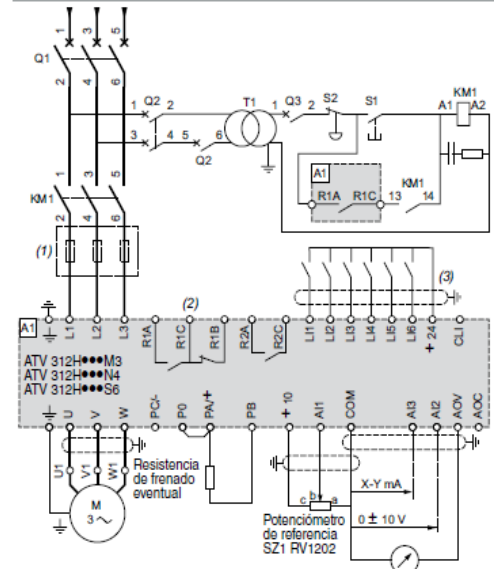 1 3 5
Q1
2 4 6
1 Q2 2
T1
1 Q3 2
S2
S1
KM1
A1 A2
3 4 5 6
Q2
1 3 5
KM1
2 4 6
A1
R1A R1C
KM1
13 14
(1)
(2)
(3)
A1
L1 L2 L3
R1A R1C R1B
R2A R2C
LI1 LI2 LI3 LI4 LI5 LI6 + 24 CLI
ATV 312H●●●M3
ATV 312H●●●N4
ATV 312H●●●S6
U V W
PC/- P0 PA/+ PB
+ 10 AI1 COM AI3 AI2 AOV AOC
U1 V1 W1
M
3
Resistencia
de frenado
eventual
c b a
X-Y mA
0 ± 10 V
Potenciómetro
de referencia
SZ1 RV1202